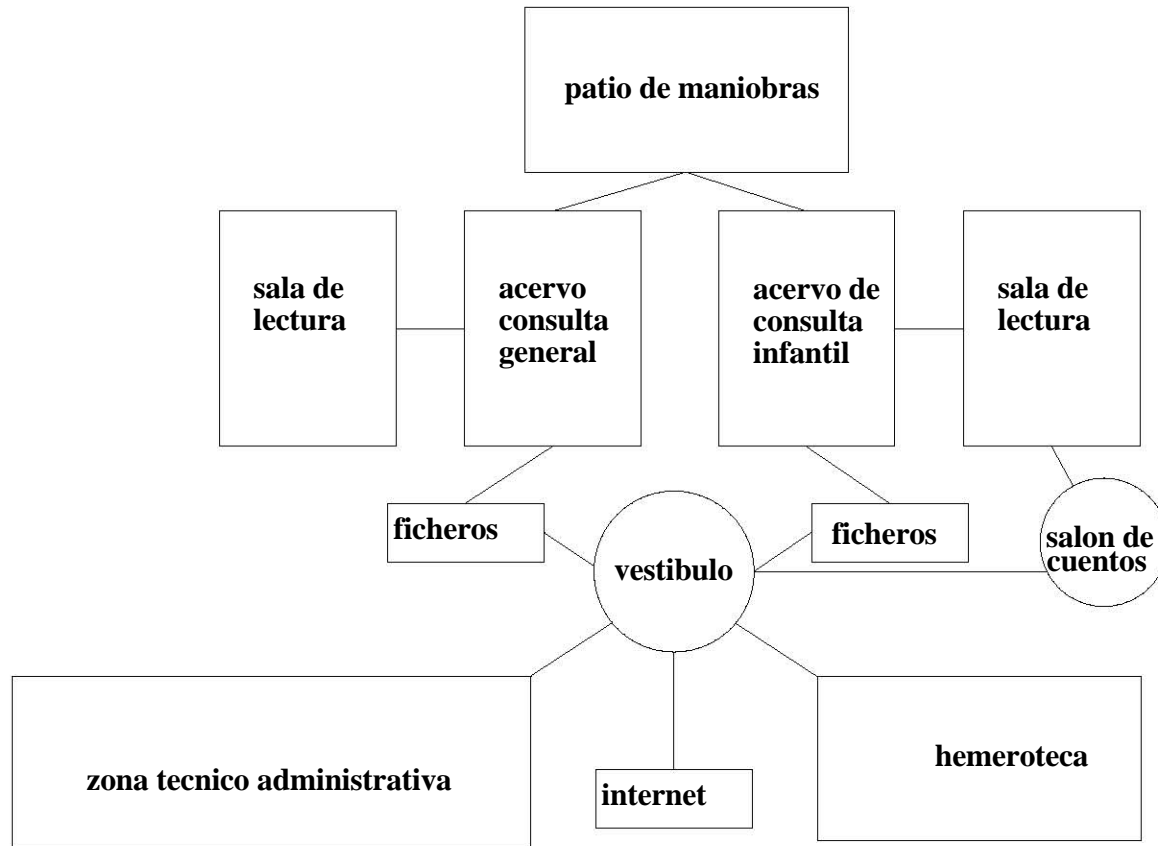 patio de maniobras
sala de
lectura
acervo
consulta
general
acervo de
consulta
infantil
sala de
lectura
ficheros
vestibulo
ficheros
salon de
cuentos
zona tecnico administrativa
internet
hemeroteca